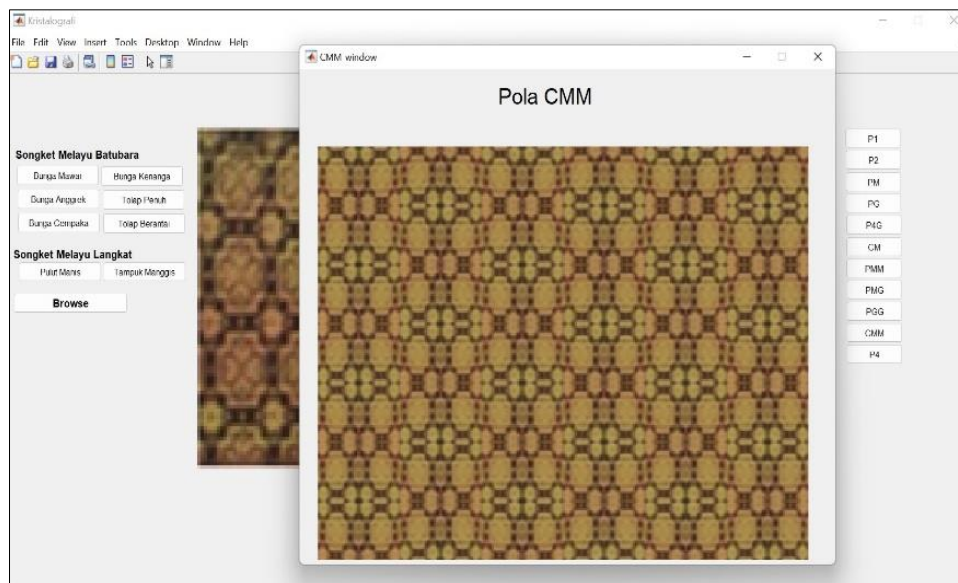 Kristalografi
File Edit View Insert Tools Desktop Window Help
CMM window
Pola CMM
Songket Melayu Batubara
Bunga Mawar Bunga Kenanga
Bunga Anggrek Tolap Penuh
Bunga Cempaka Tolap Berantai
Songket Melayu Langkat
Pulut Manis Tampuk Manggis
Browse
P1
P2
PM
PG
P4G
CM
PMM
PMG
PGG
CMM
P4